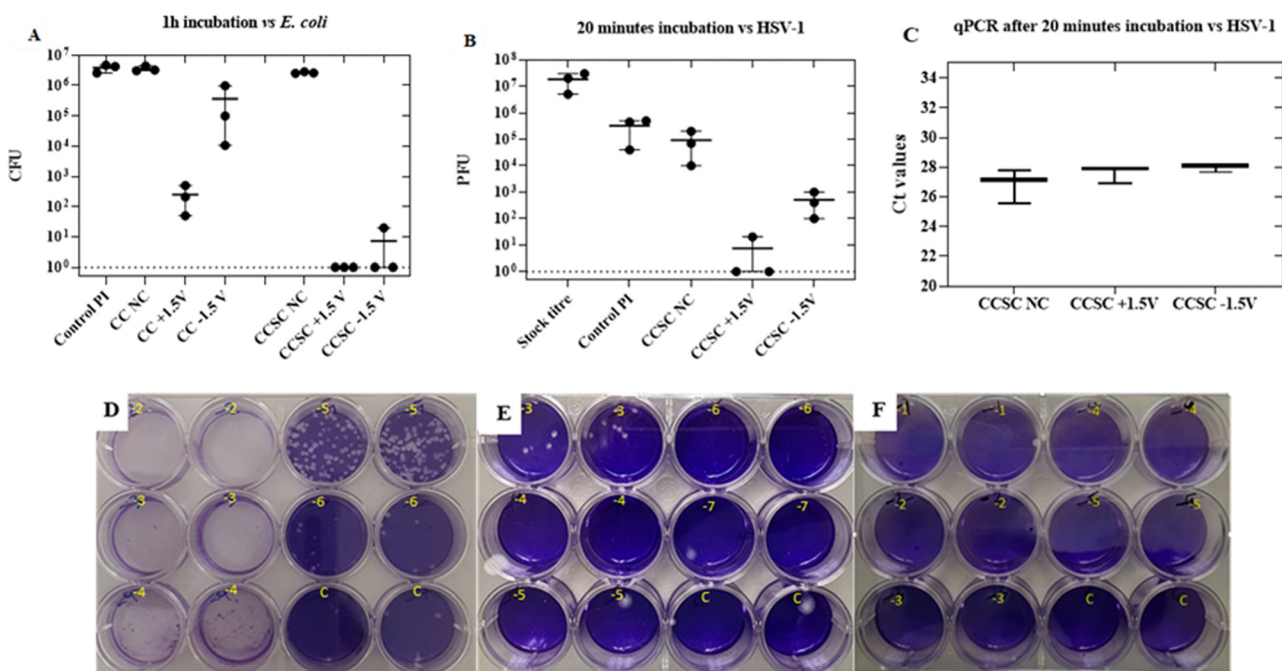 A
1h incubation vs E. coli
CFU
10^7
10^6
10^5
10^4
10^3
10^2
10^1
10^0
Control PI
CC NC
CC +1.5V
CC -1.5 V
CCSC NC
CCSC +1.5 V
CCSC -1.5V
B
20 minutes incubation vs HSV-1
PFU
10^8
10^7
10^6
10^5
10^4
10^3
10^2
10^1
10^0
Stock titre
Control PI
CCSC NC
CCSC +1.5V
CCSC -1.5V
C
qPCR after 20 minutes incubation vs HSV-1
Ct values
34
32
30
28
26
24
22
20
CCSC NC
CCSC +1.5V
CCSC -1.5V
D
-2 -2 -5 -5
-3 -3 -6 -6
-4 -4 C C
E
-3 -3 -6 -6
-4 -4 -7 -7
-5 -5 C C
F
-1 -1 -4 -4
-2 -2 -5 -5
-3 -3 C C